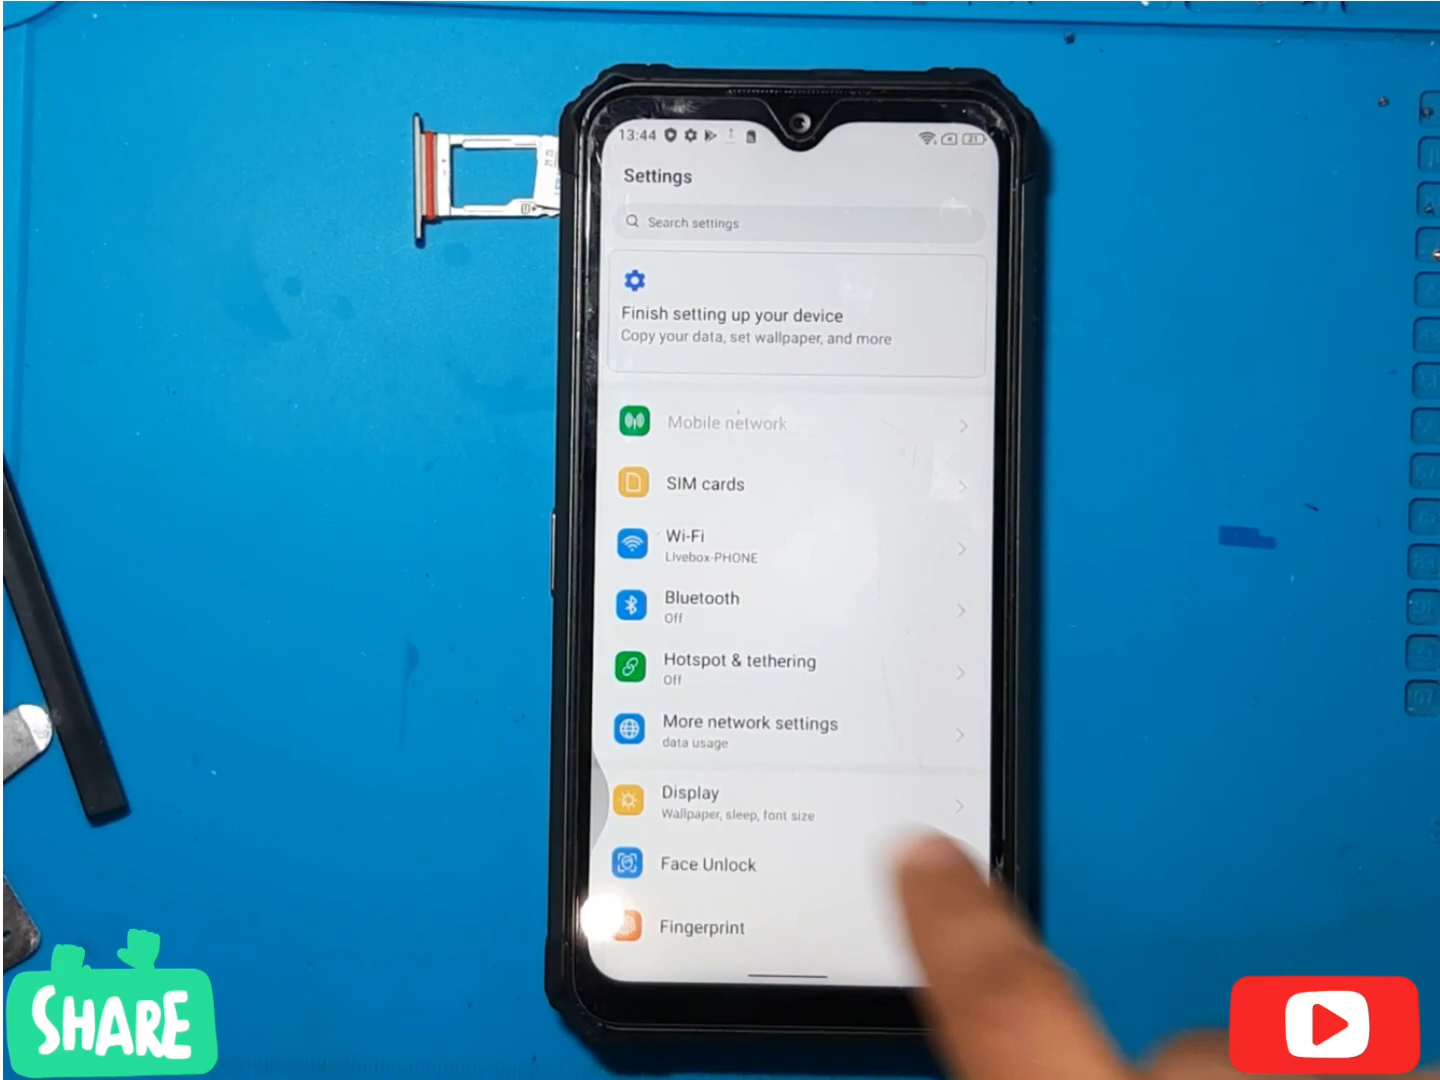 13:44
21
Settings
Search settings
Finish setting up your device
Copy your data, set wallpaper, and more
Mobile network
SIM cards
Wi-Fi
Livebox-PHONE
Bluetooth
Off
Hotspot & tethering
Off
More network settings
data usage
Display
Wallpaper, sleep, font size
Face Unlock
Fingerprint
SHARE